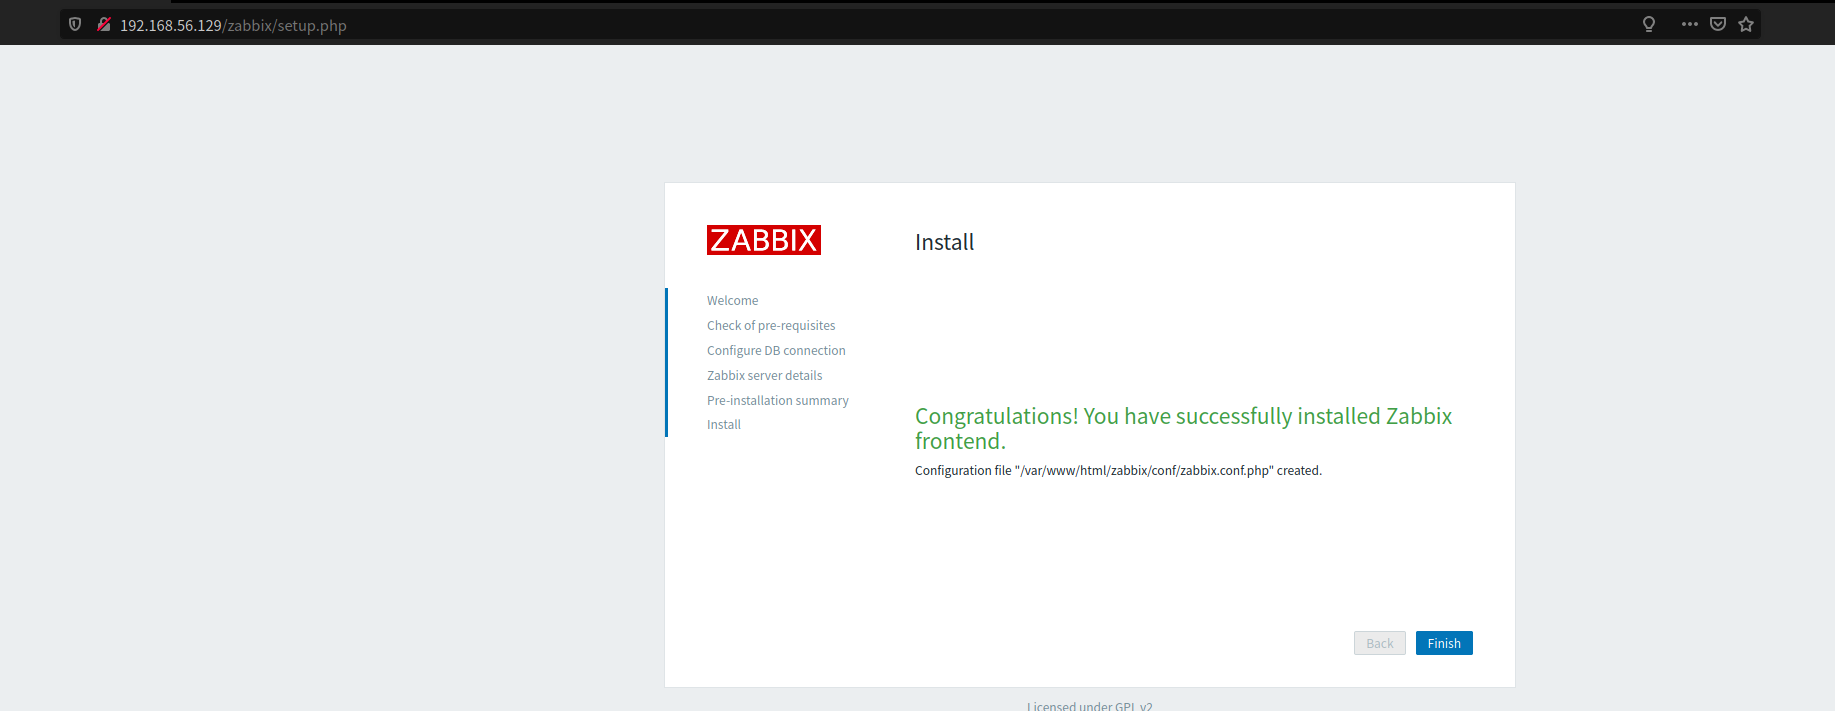 192.168.56.129/zabbix/setup.php
ZABBIX
Install
Welcome
Check of pre-requisites
Configure DB connection
Zabbix server details
Pre-installation summary
Install
Congratulations! You have successfully installed Zabbix
frontend.
Configuration file "/var/www/html/zabbix/conf/zabbix.conf.php" created.
Back
Finish
Licensed under GPL v2